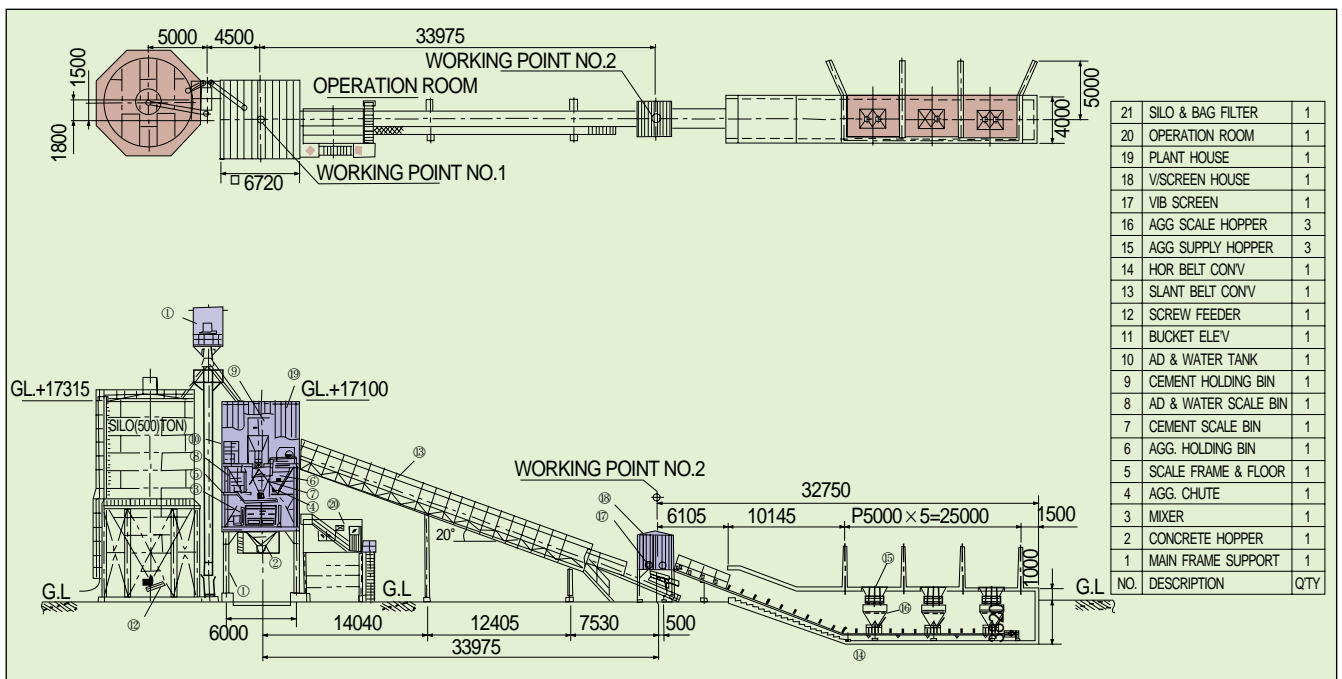 5000 4500 33975
WORKING POINT NO.2
OPERATION ROOM
1500
1800
5000
4000
WORKING POINT NO.1
□ 6720
21 SILO & BAG FILTER 1
20 OPERATION ROOM 1
19 PLANT HOUSE 1
18 V/SCREEN HOUSE 1
17 VIB SCREEN 1
16 AGG SCALE HOPPER 3
15 AGG SUPPLY HOPPER 3
14 HOR BELT CON'V 1
13 SLANT BELT CON'V 1
12 SCREW FEEDER 1
11 BUCKET ELE'V 1
10 AD & WATER TANK 1
9 CEMENT HOLDING BIN 1
8 AD & WATER SCALE BIN 1
7 CEMENT SCALE BIN 1
6 AGG. HOLDING BIN 1
5 SCALE FRAME & FLOOR 1
4 AGG. CHUTE 1
3 MIXER 1
2 CONCRETE HOPPER 1
1 MAIN FRAME SUPPORT 1
NO. DESCRIPTION Q'TY
①
⑨ ⑲
GL.+17315 GL.+17100
SILO(500)TON)
⑩
⑧
⑤
③
⑥
⑦
④
⑬
⑳
②
①
⑫
20°
WORKING POINT NO.2
⑱
⑰
32750
6105 10145 P5000×5=25000 1500
1000
⑮
⑯
⑭
G.L G.L G.L
6000 14040 12405 7530 500
33975